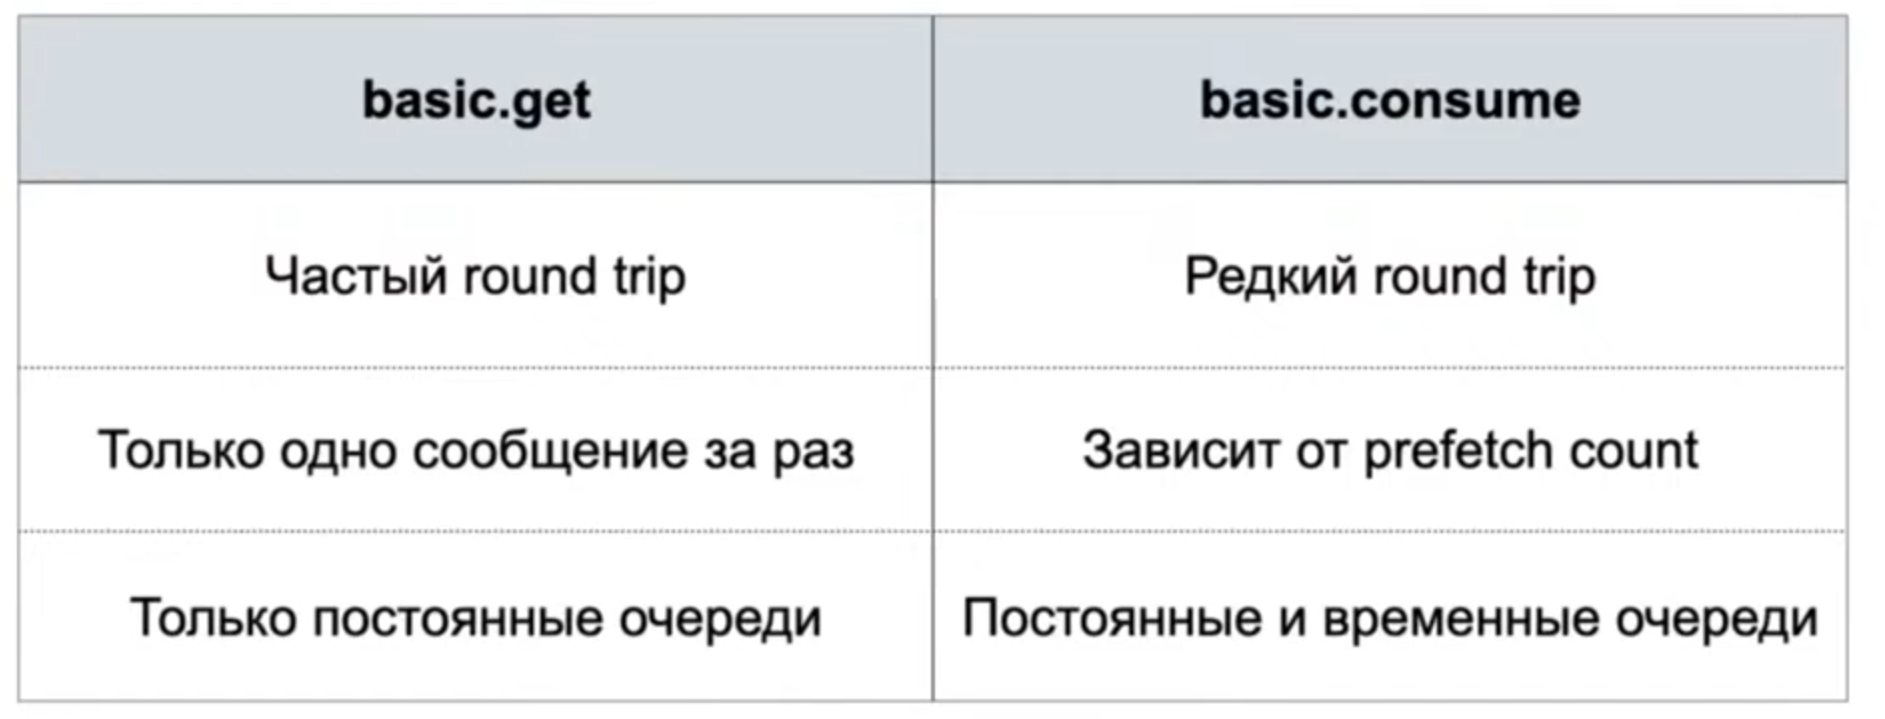 basic.get
basic.consume
Частый round trip
Редкий round trip
Только одно сообщение за раз
Зависит от prefetch count
Только постоянные очереди
Постоянные и временные очереди